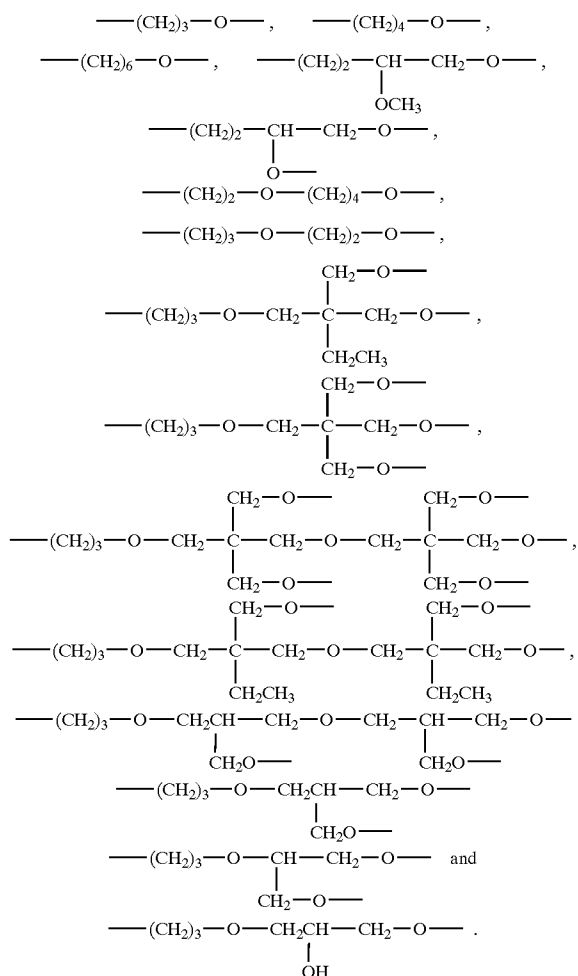 —(CH2)3—O—, —(CH2)4—O—,
—(CH2)6—O—, —(CH2)2—CH—CH2—O—,
OCH3
—(CH2)2—CH—CH2—O—,
O—
—(CH2)2—O—(CH2)4—O—,
—(CH2)3—O—(CH2)2—O—,
CH2—O—
—(CH2)3—O—CH2—C—CH2—O—,
CH2CH3
CH2—O—
—(CH2)3—O—CH2—C—CH2—O—,
CH2—O—
CH2—O— CH2—O—
—(CH2)3—O—CH2—C—CH2—O—CH2—C—CH2—O—,
CH2—O— CH2—O—
CH2—O— CH2—O—
—(CH2)3—O—CH2—C—CH2—O—CH2—C—CH2—O—,
CH2CH3 CH2CH3
—(CH2)3—O—CH2CH—CH2—O—CH2—CH—CH2—O—
CH2O— CH2O—
—(CH2)3—O—CH2CH—CH2—O—
CH2O—
—(CH2)3—O—CH—CH2—O— and
CH2—O—
—(CH2)3—O—CH2CH—CH2—O—.
OH